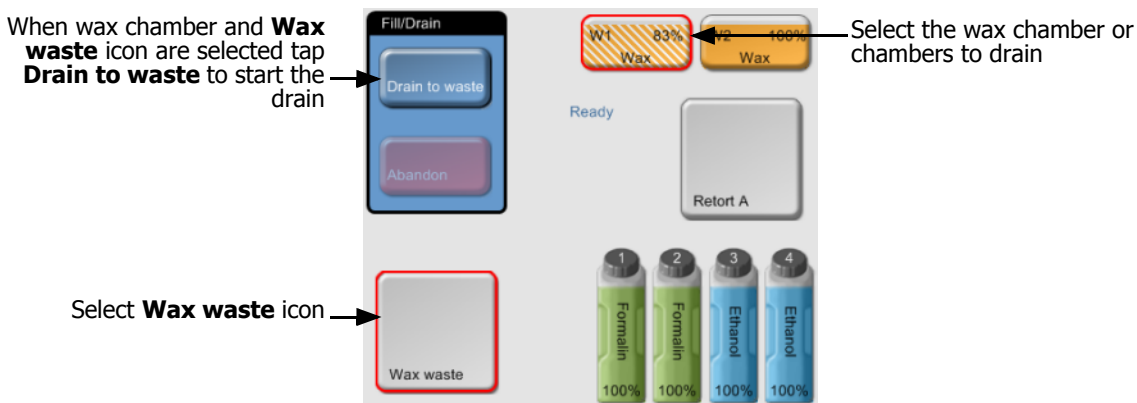 When wax chamber and Wax
waste icon are selected tap
Drain to waste to start the
drain
Select Wax waste icon
Fill/Drain
Drain to waste
Abandon
W1 83%
Wax
W2 100%
Wax
Select the wax chamber or
chambers to drain
Ready
Retort A
Wax waste
1
Formalin
100%
2
Formalin
100%
3
Ethanol
100%
4
Ethanol
100%